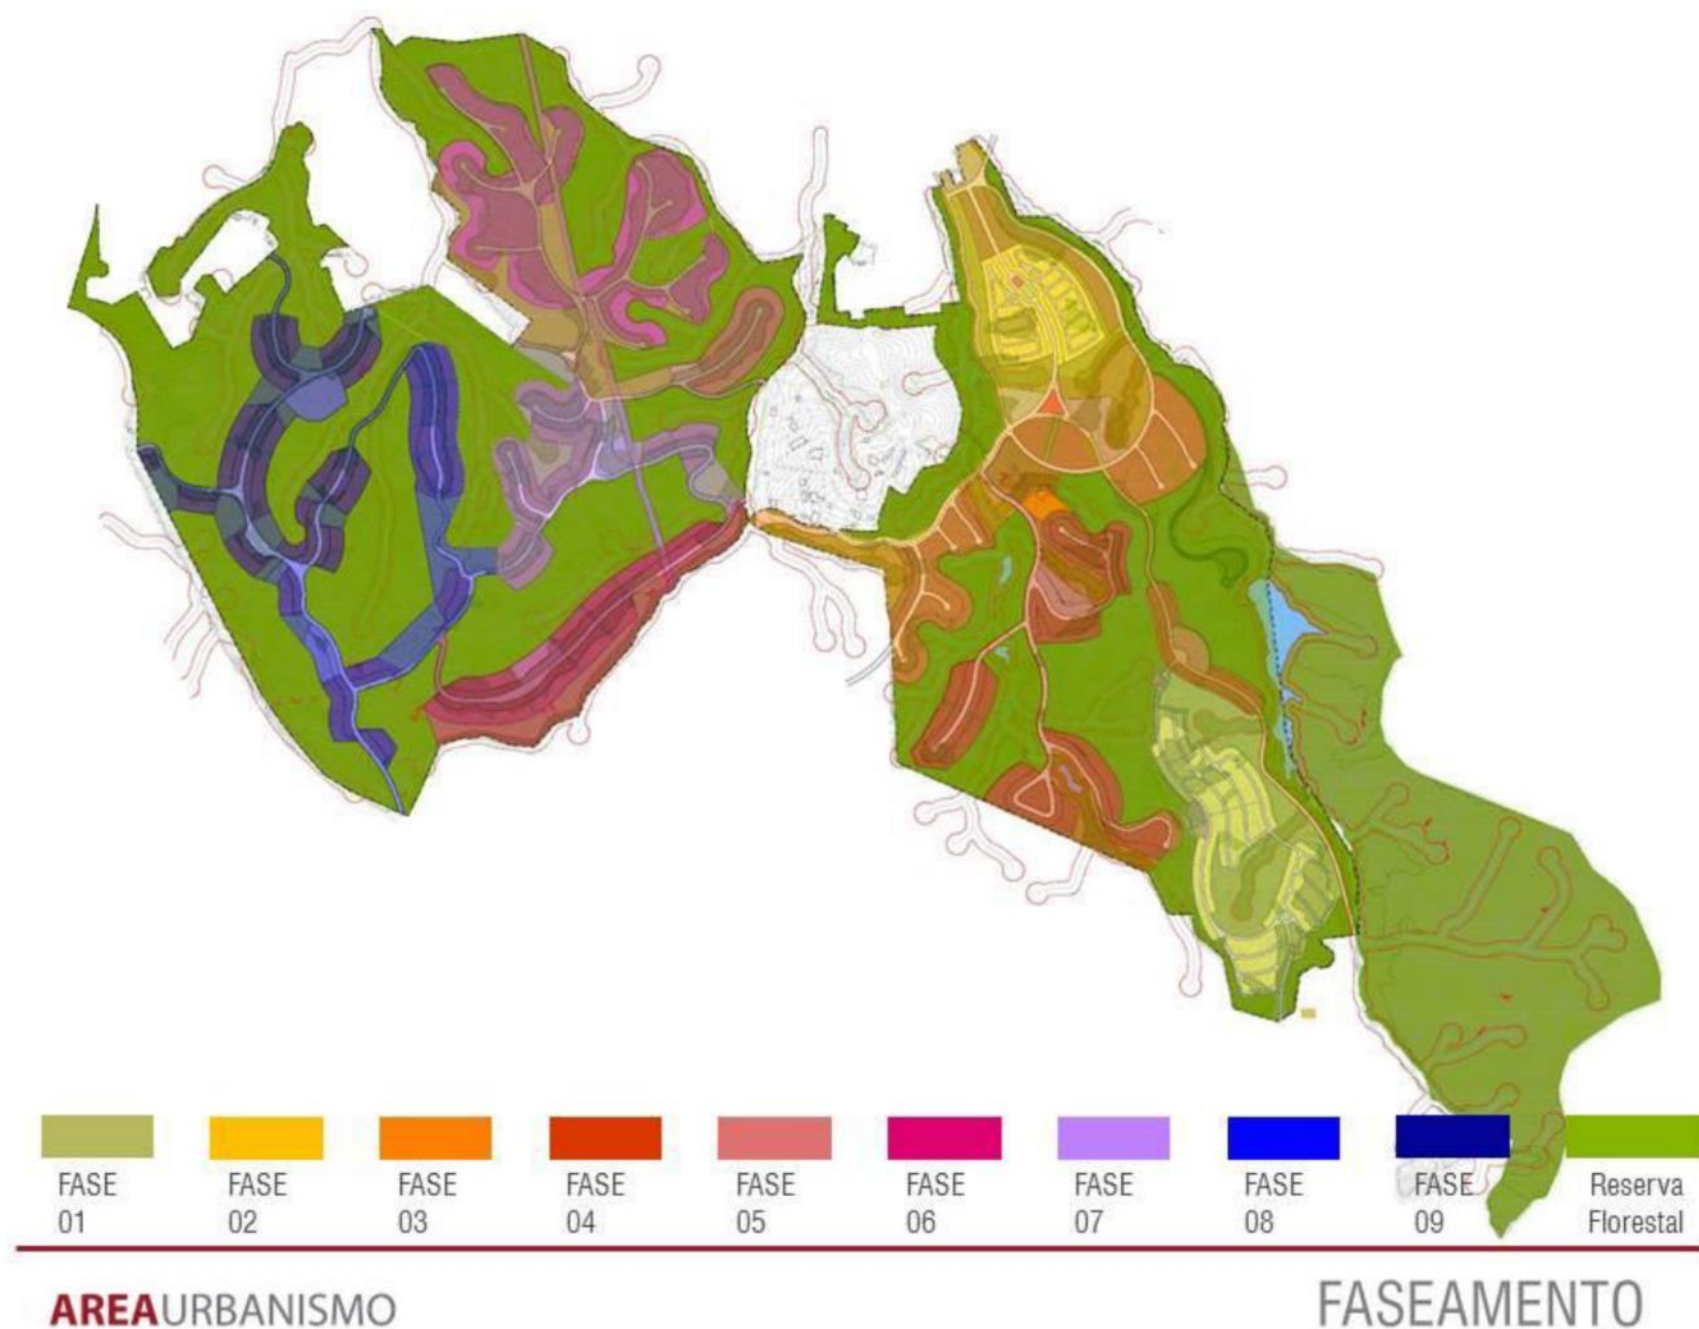 FASE FASE FASE FASE FASE FASE FASE FASE FASE Reserva
01 02 03 04 05 06 07 08 09 Florestal
AREAURBANISMO FASEAMENTO